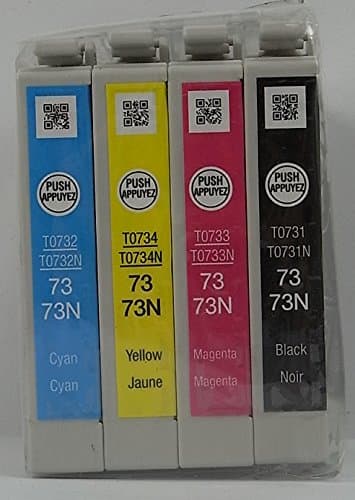 PUSH
APPUYEZ
T0732
T0732N
73
73N
Cyan
Cyan
PUSH
APPUYEZ
T0734
T0734N
73
73N
Yellow
Jaune
PUSH
APPUYEZ
T0733
T0733N
73
73N
Magenta
Magenta
PUSH
APPUYEZ
T0731
T0731N
73
73N
Black
Noir